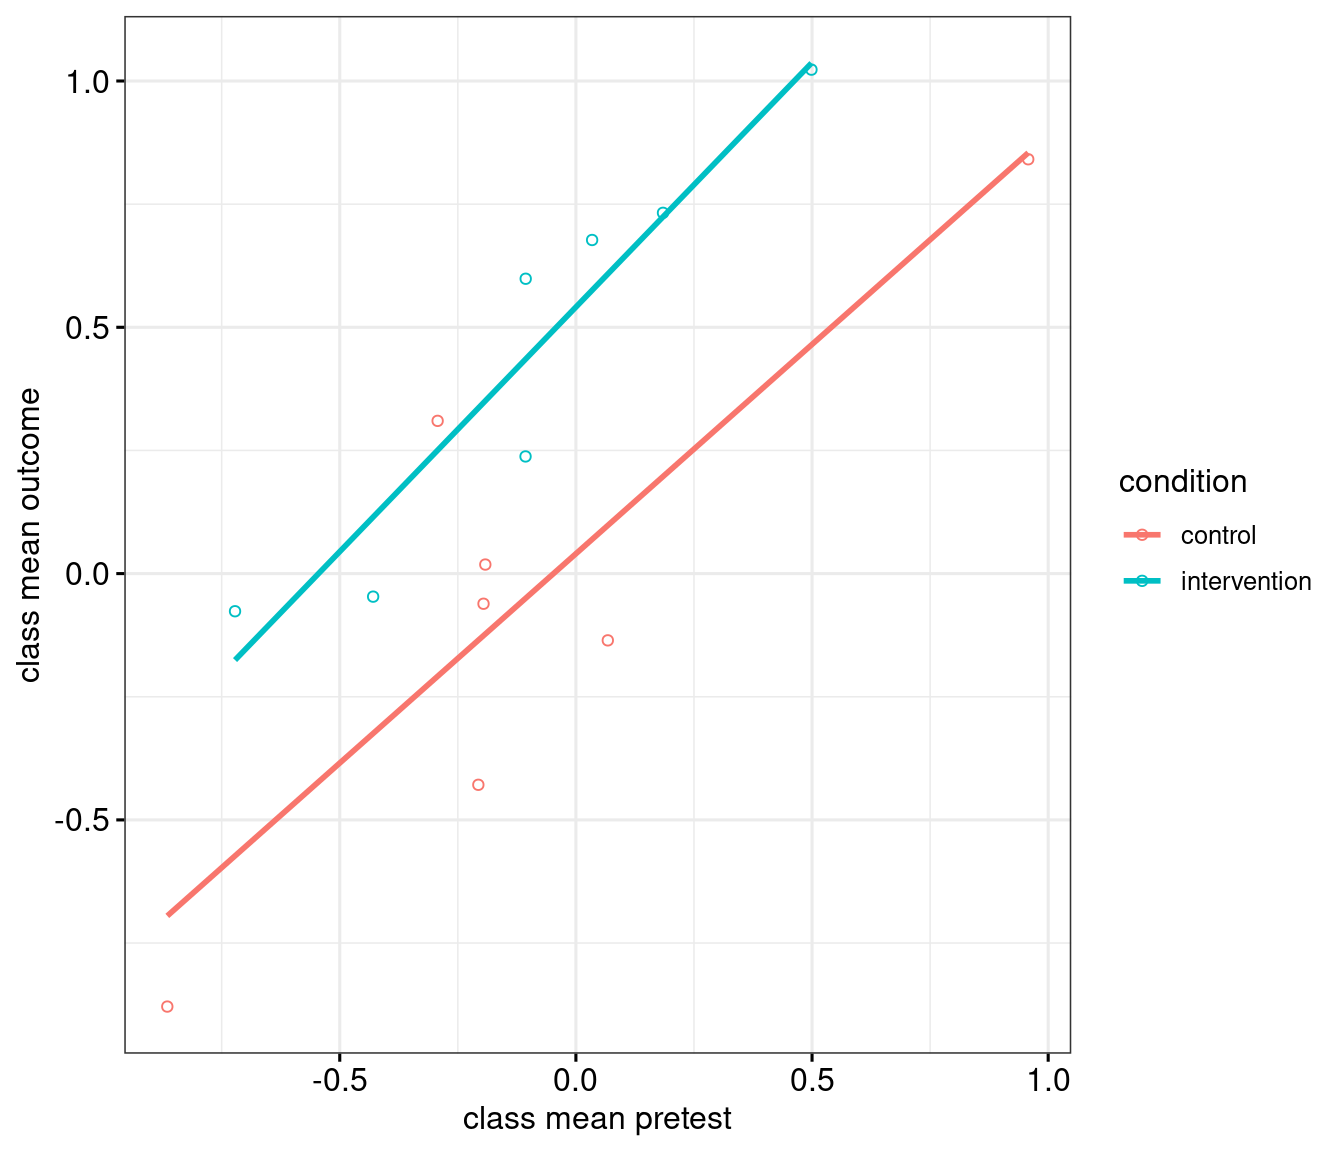 1.0
0.5
0.0
-0.5
class mean outcome
-0.5 0.0 0.5 1.0
class mean pretest
condition
control
intervention